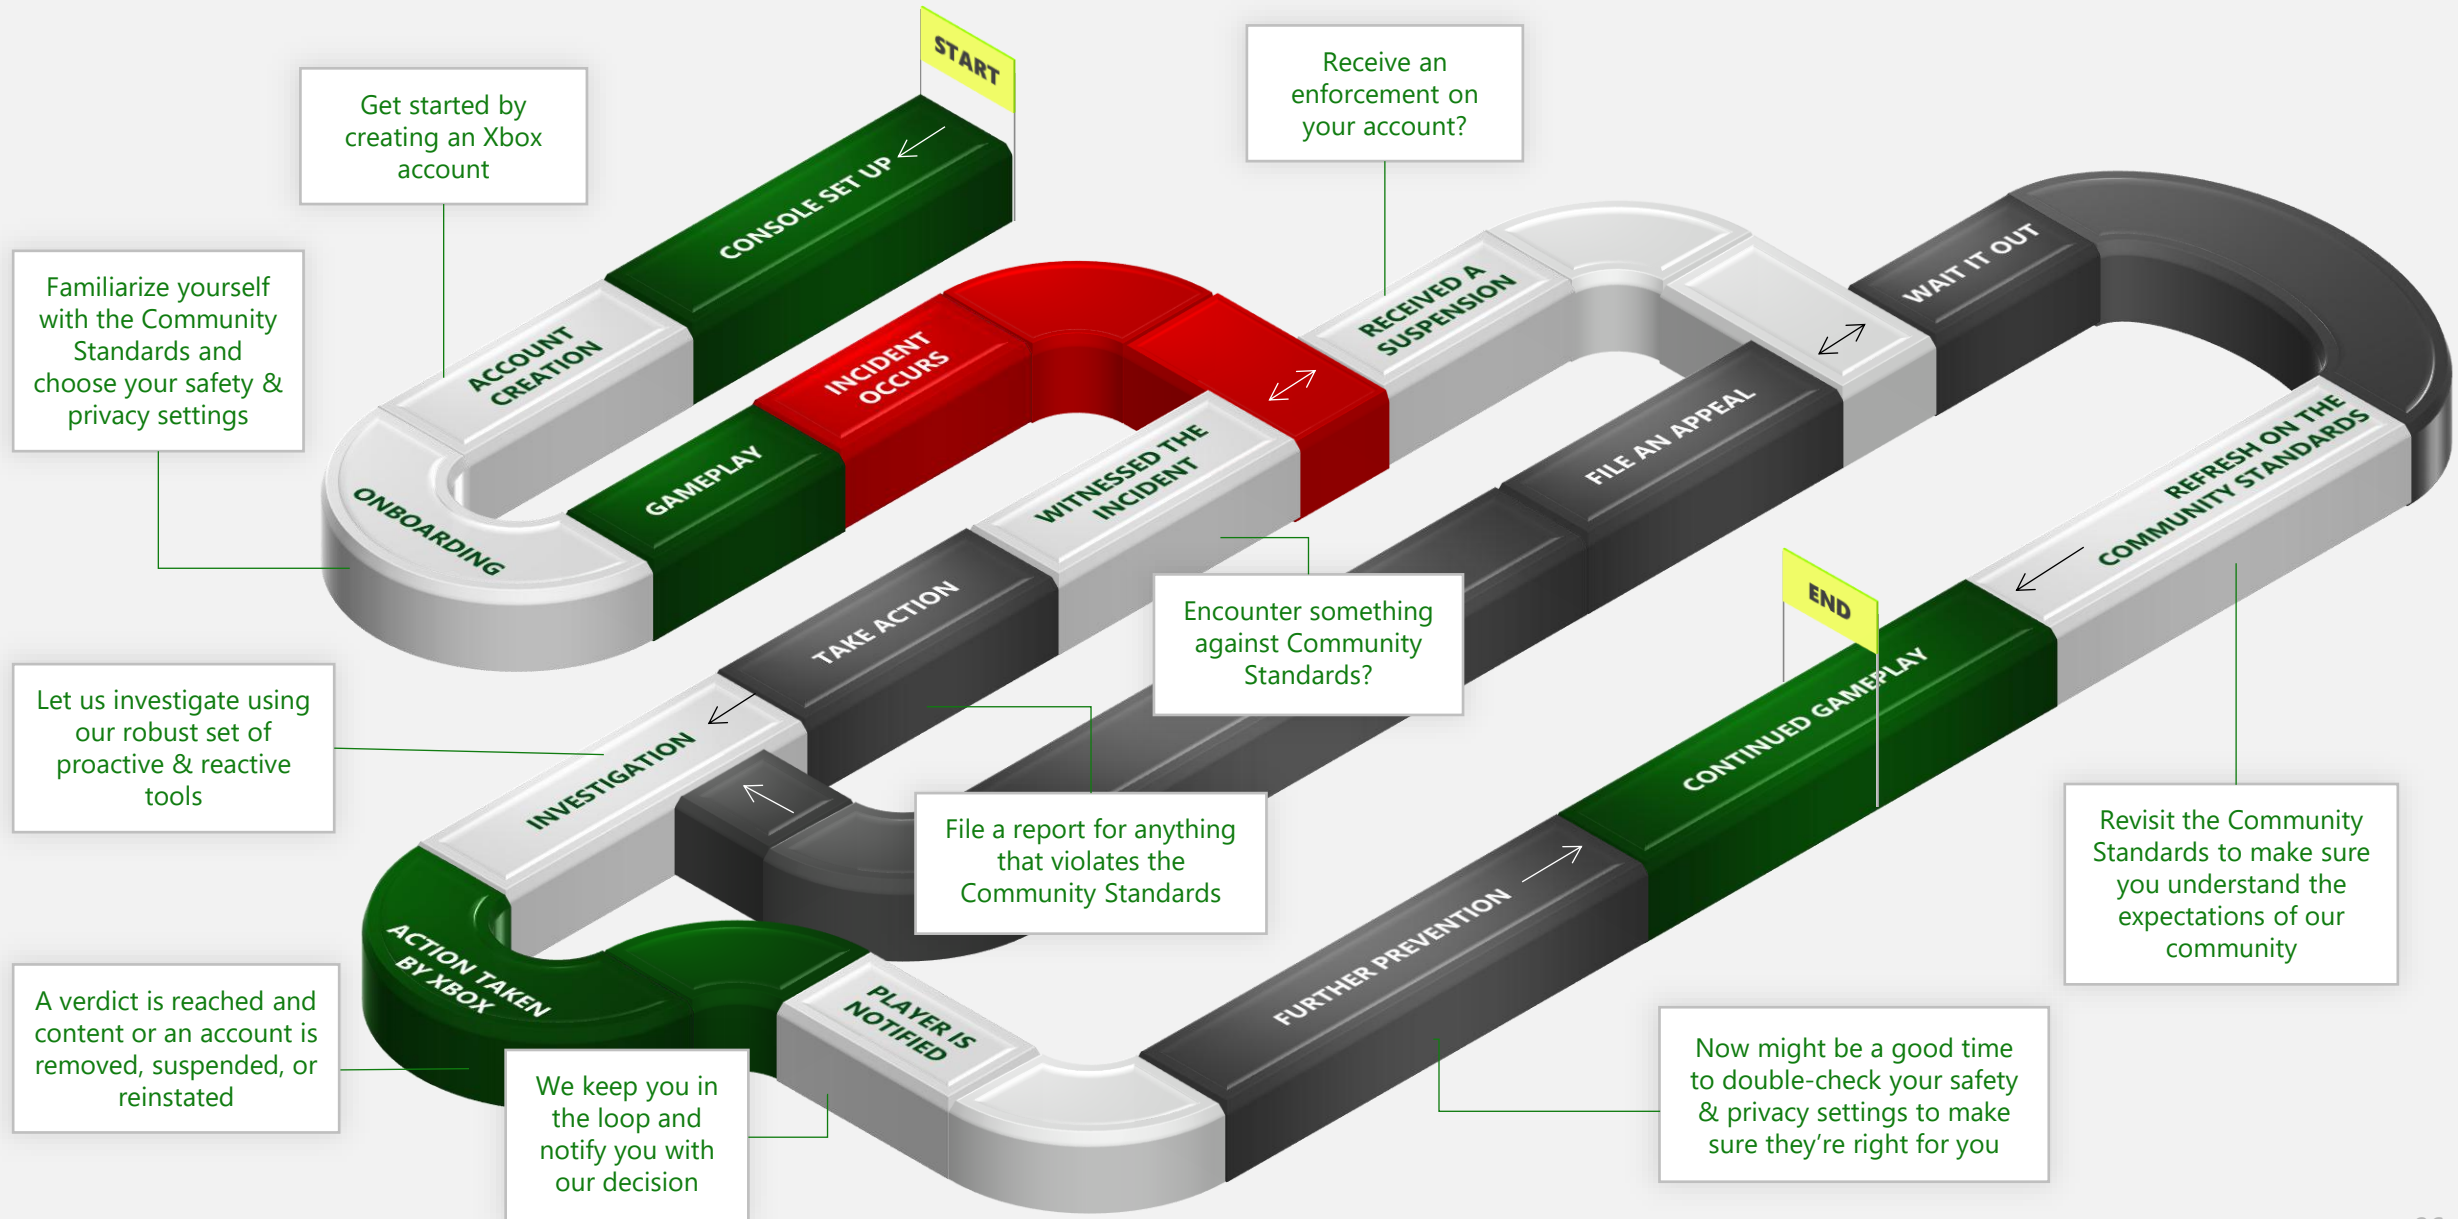 START
CONSOLE SET UP
Get started by
creating an Xbox
account
ACCOUNT
CREATION
Familiarize yourself
with the Community
Standards and
choose your safety &
privacy settings
ONBOARDING
GAMEPLAY
INCIDENT
OCCURS
Receive an
enforcement on
your account?
RECEIVED A
SUSPENSION
WAIT IT OUT
FILE AN APPEAL
REFRESH ON THE
COMMUNITY STANDARDS
WITNESSED THE
INCIDENT
Encounter something
against Community
Standards?
TAKE ACTION
File a report for anything
that violates the
Community Standards
Let us investigate using
our robust set of
proactive & reactive
tools
INVESTIGATION
ACTION TAKEN
BY XBOX
A verdict is reached and
content or an account is
removed, suspended, or
reinstated
PLAYER IS
NOTIFIED
We keep you in
the loop and
notify you with
our decision
FURTHER PREVENTION
Now might be a good time
to double-check your safety
& privacy settings to make
sure they’re right for you
Revisit the Community
Standards to make sure
you understand the
expectations of our
community
CONTINUED GAMEPLAY
END